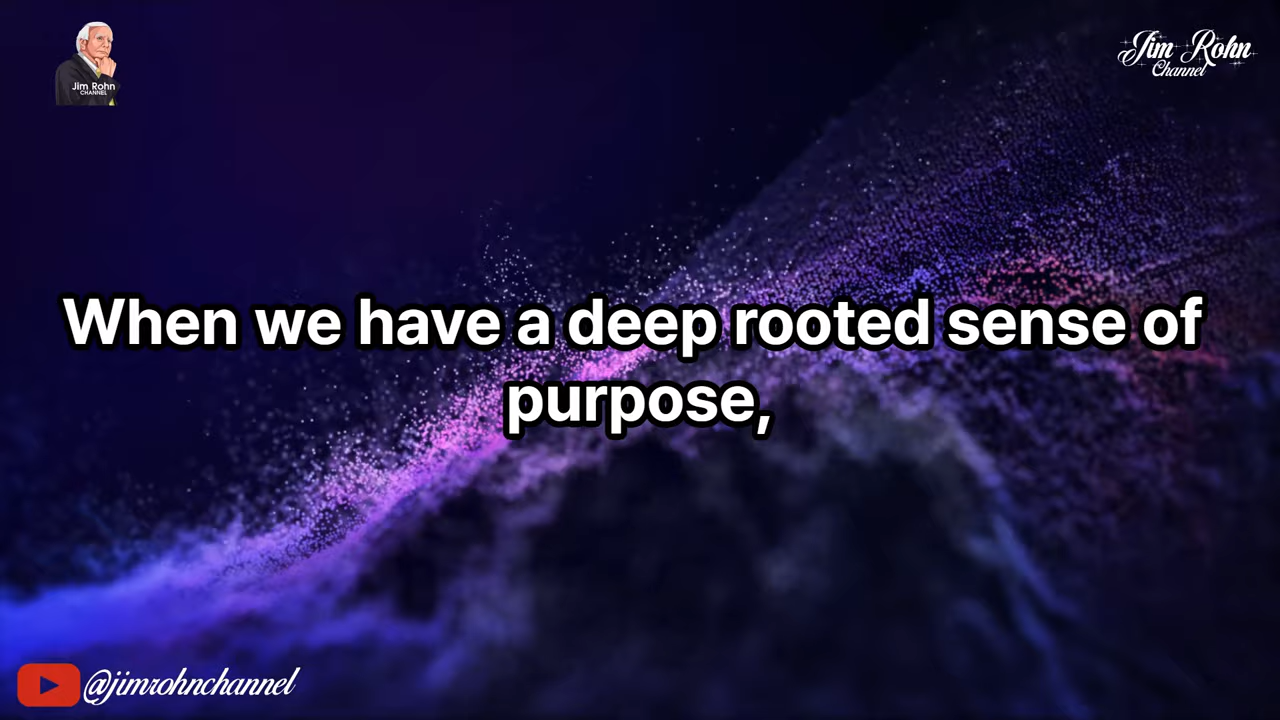 Jim Rohn
CHANNEL
Jim Rohn
Channel
When we have a deep rooted sense of
purpose,
@jimrohnchannel